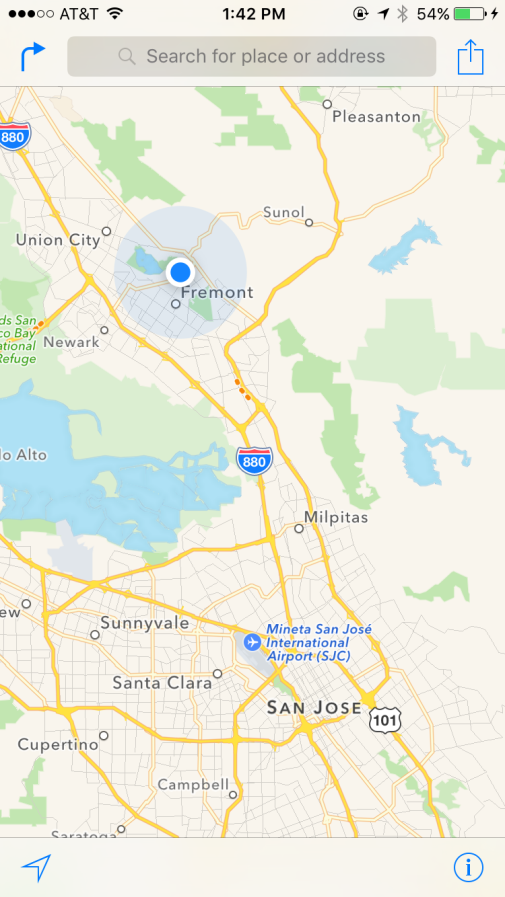 AT&T 1:42 PM 54%
Search for place or address
880
Pleasanton
Sunol
Union City
Fremont
ds San
co Bay
ational
Refuge
Newark
lo Alto
880
Milpitas
ew
Sunnyvale
Mineta San José
International
Airport (SJC)
Santa Clara
SAN JOSE
101
Cupertino
Campbell
Saratoga